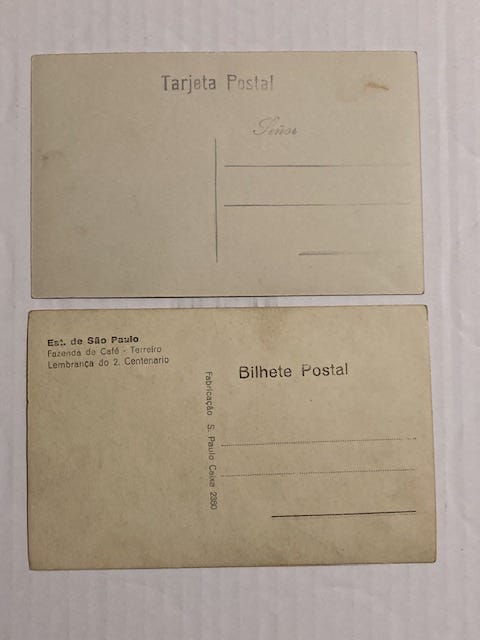 Tarjeta Postal
Señor
Est. de São Paulo
Fazenda de Café - Terreiro
Lembrança do 2. Centenario
Bilhete Postal
Fabricação S. Paulo Caixa 2380